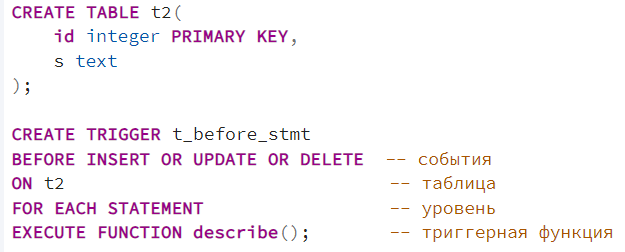 CREATE TABLE t2(
    id integer PRIMARY KEY,
    s text
);

CREATE TRIGGER t_before_stmt
BEFORE INSERT OR UPDATE OR DELETE  -- события
ON t2                              -- таблица
FOR EACH STATEMENT                 -- уровень
EXECUTE FUNCTION describe();       -- триггерная функция